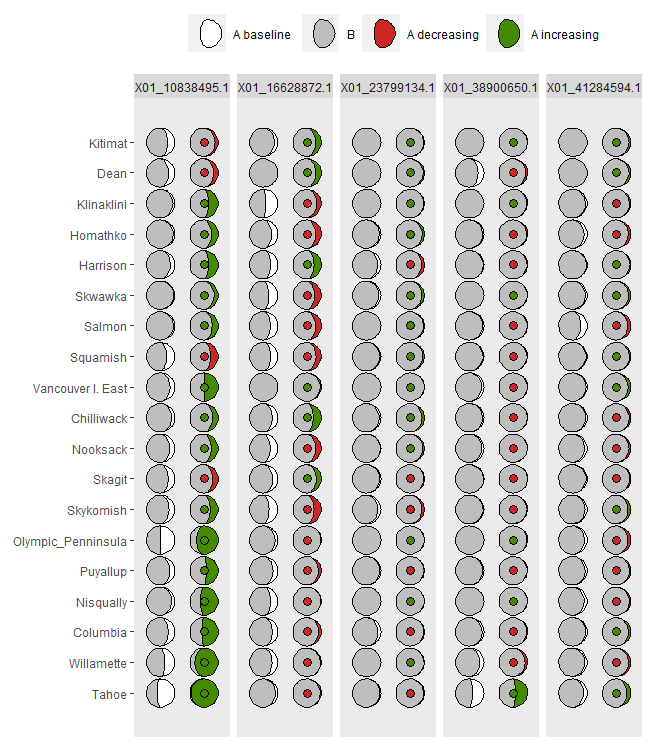 A baseline B A decreasing A increasing
X01_10838495.1 X01_16628872.1 X01_23799134.1 X01_38900650.1 X01_41284594.1
Kitimat
Dean
Klinaklini
Homathko
Harrison
Skwawka
Salmon
Squamish
Vancouver I. East
Chilliwack
Nooksack
Skagit
Skykomish
Olympic_Penninsula
Puyallup
Nisqually
Columbia
Willamette
Tahoe